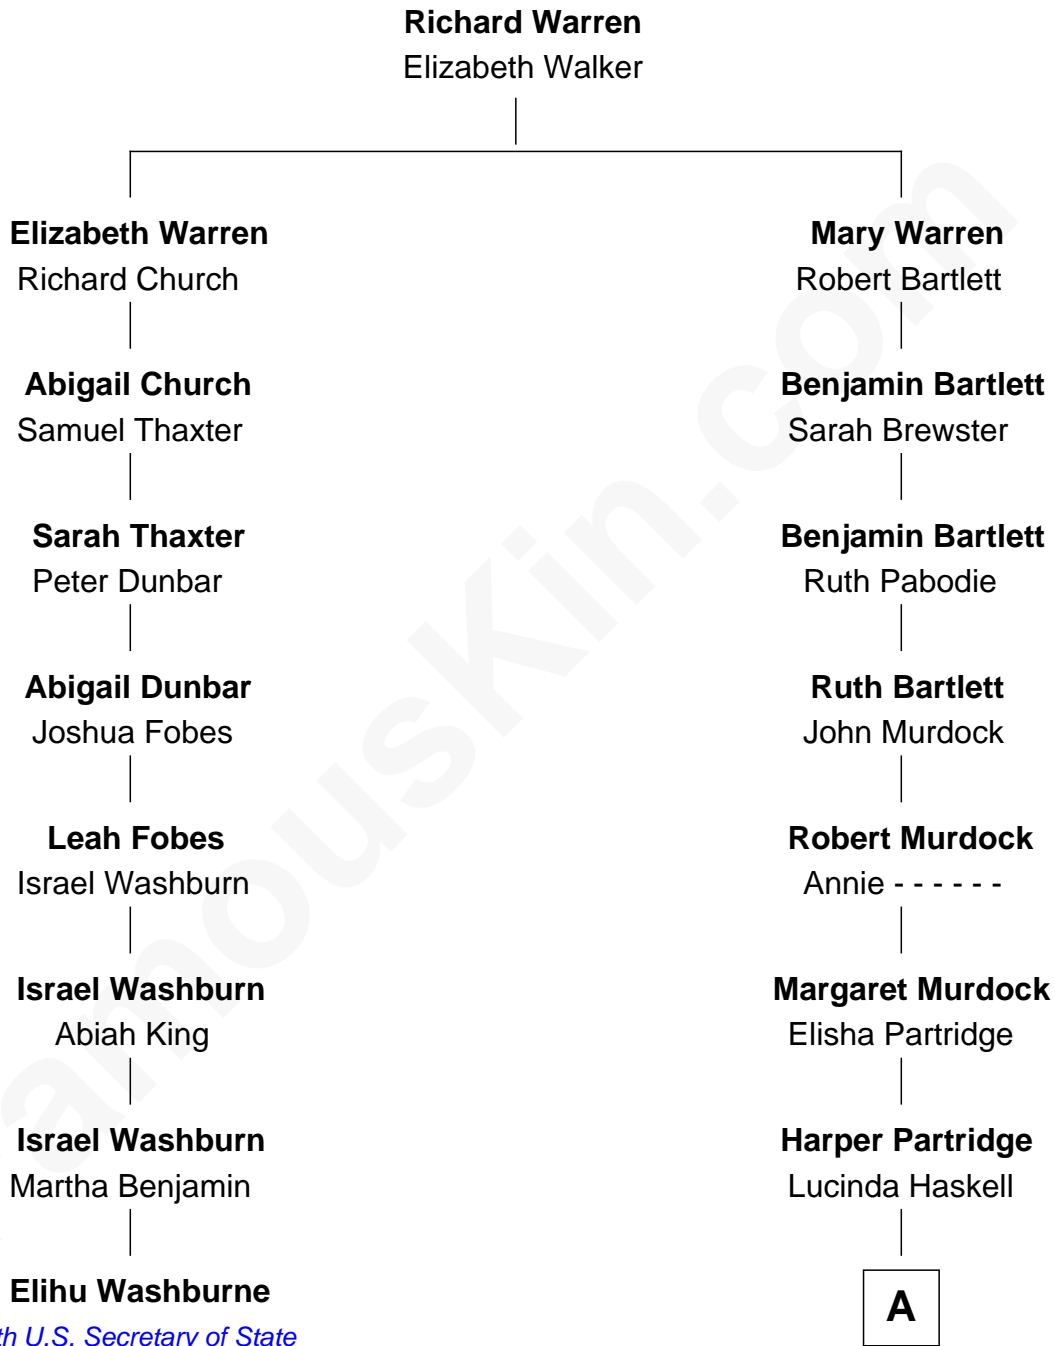 Richard Warren
Elizabeth Walker
Elizabeth Warren
Richard Church
Mary Warren
Robert Bartlett
Abigail Church
Samuel Thaxter
Benjamin Bartlett
Sarah Brewster
Sarah Thaxter
Peter Dunbar
Benjamin Bartlett
Ruth Pabodie
Abigail Dunbar
Joshua Fobes
Ruth Bartlett
John Murdock
Leah Fobes
Israel Washburn
Robert Murdock
Annie - - - - - -
Israel Washburn
Abiah King
Margaret Murdock
Elisha Partridge
Israel Washburn
Martha Benjamin
Harper Partridge
Lucinda Haskell
Elihu Washburne
th U.S. Secretary of State
A
amouskin.com